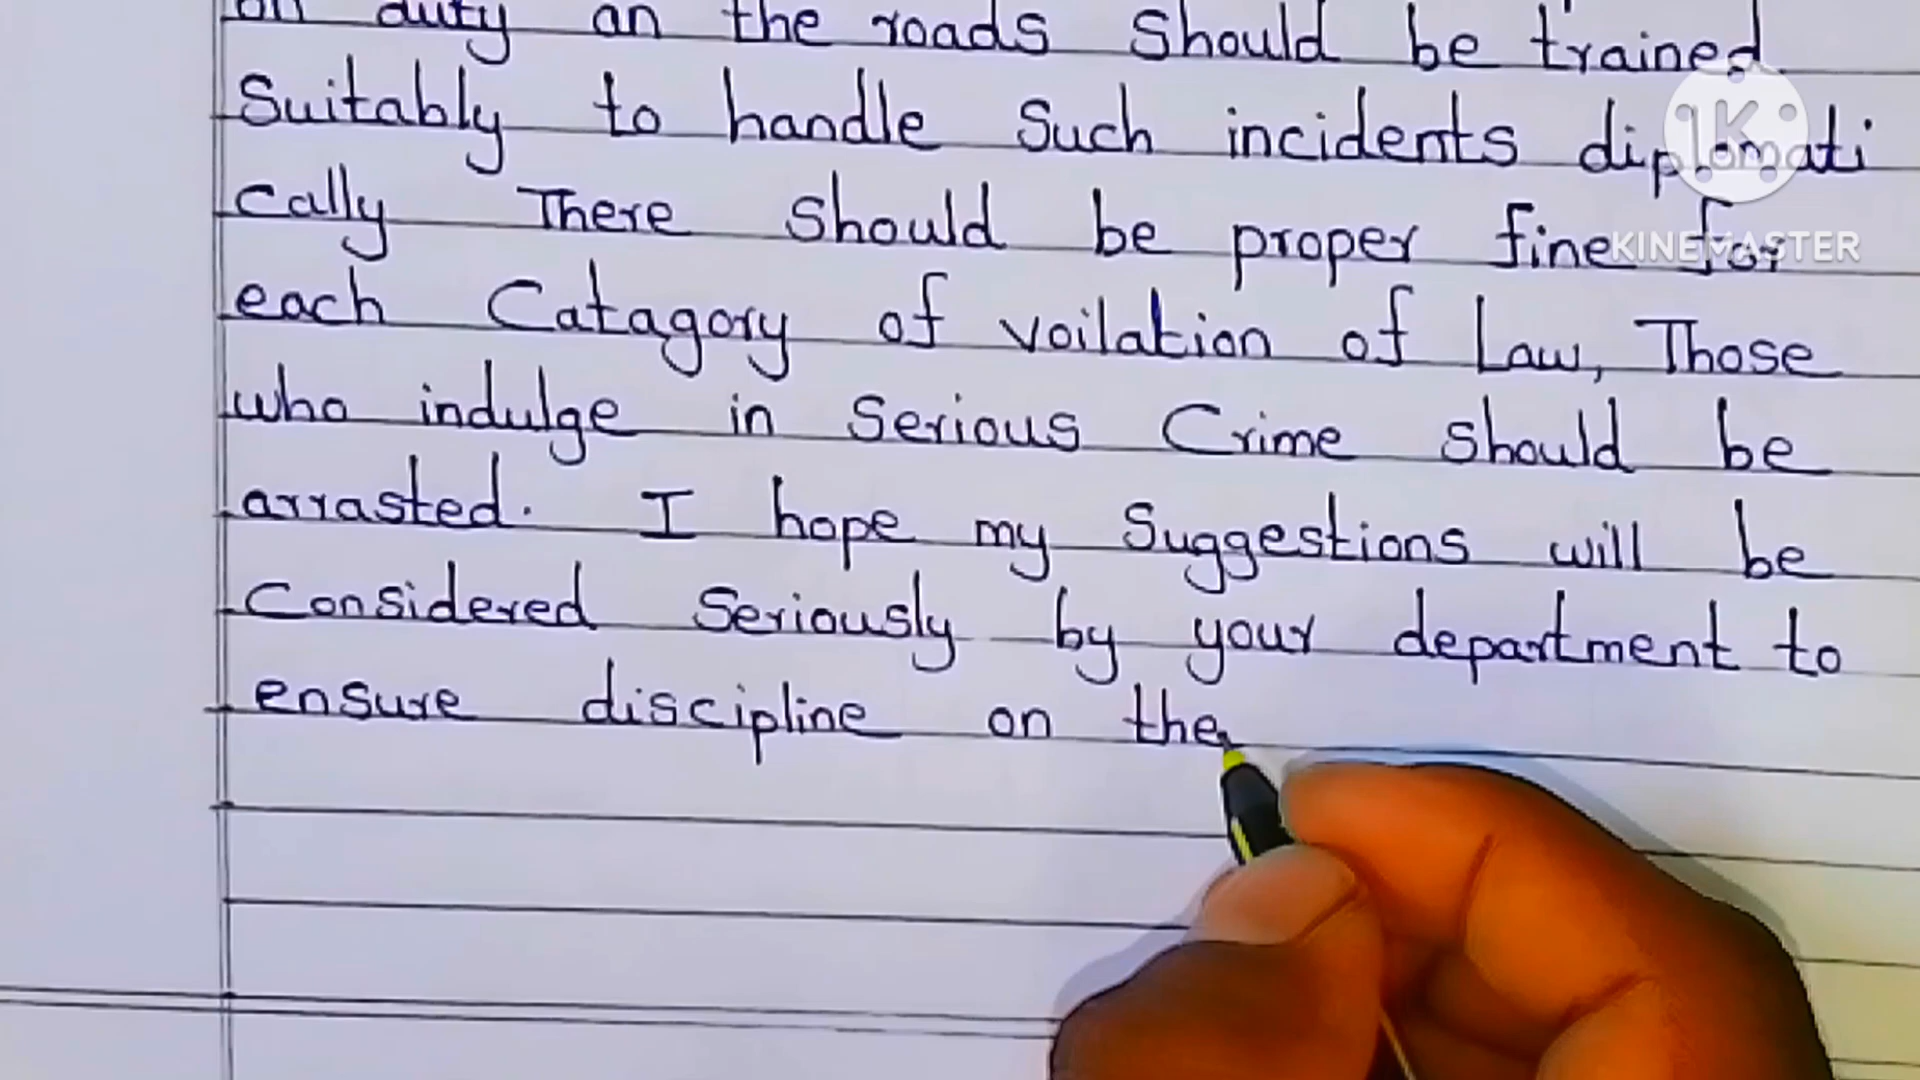 on duty an the roads should be trained
suitably to handle such incidents diplomati
cally There should be proper fine for
each Catagory of voilation of Law, Those
who indulge in serious Crime should be
arrasted. I hope my suggestions will be
Considered seriously by your department to
ensure discipline on the
KINEMASTER